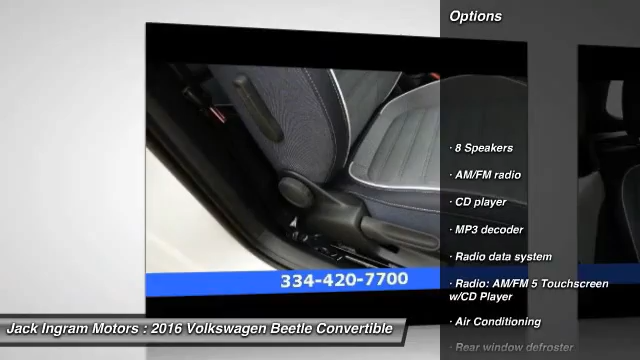 Options
· 8 Speakers
· AM/FM radio
· CD player
· MP3 decoder
· Radio data system
· Radio: AM/FM 5 Touchscreen
w/CD Player
· Air Conditioning
· Rear window defroster
334-420-7700
Jack Ingram Motors : 2016 Volkswagen Beetle Convertible